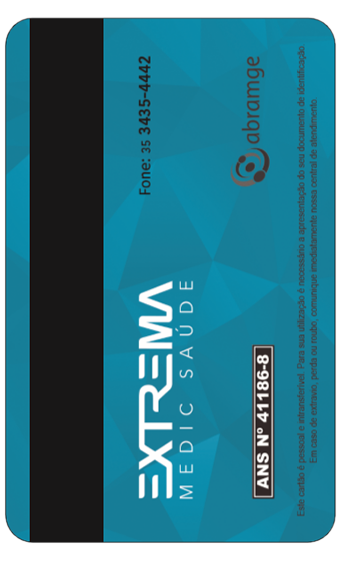 EXTREMA
MEDIC SAÚDE
Fone: 35 3435-4442
ANS Nº 41186-8
abramge
Este cartão é pessoal e intransferível. Para sua utilização é necessário a apresentação do seu documento de identificação
Em caso de extravio, perda ou roubo, comunique imediatamente nossa central de atendimento.